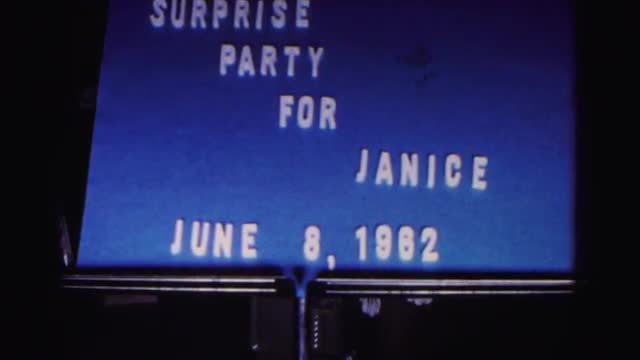 SURPRISE
PARTY
FOR
JANICE
JUNE 8, 1962